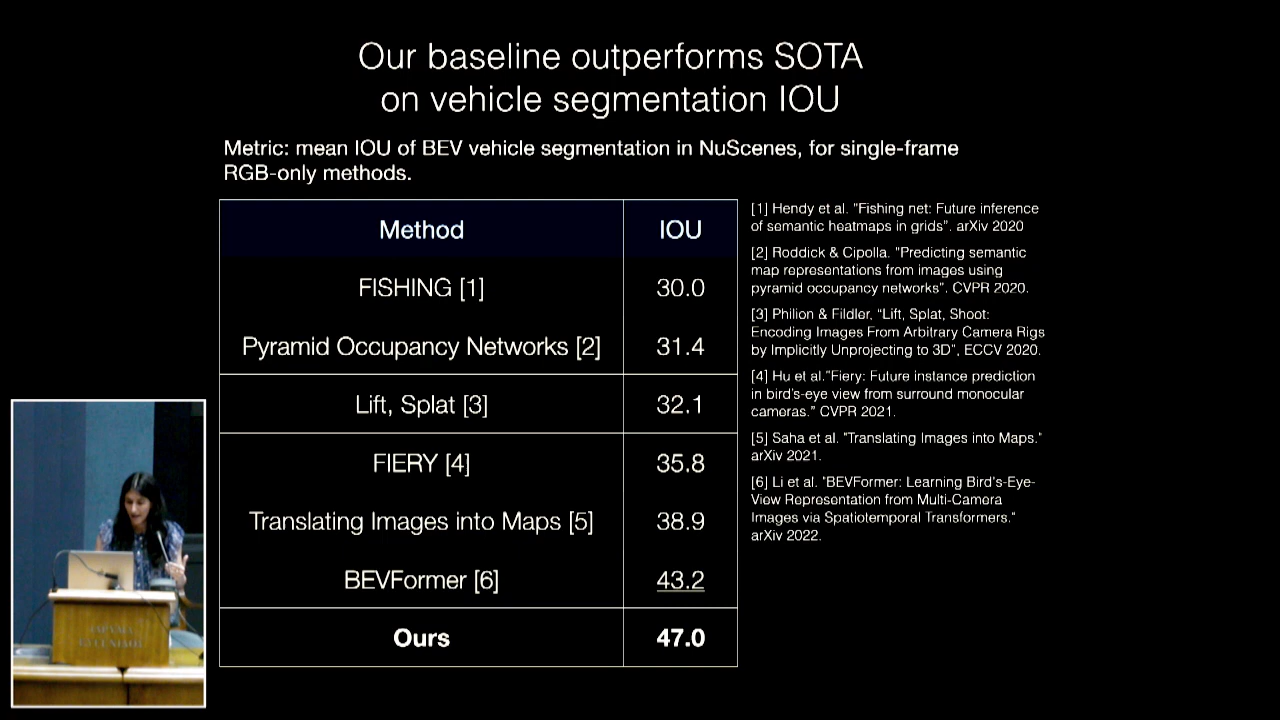 Our baseline outperforms SOTA
on vehicle segmentation IOU
Metric: mean IOU of BEV vehicle segmentation in NuScenes, for single-frame
RGB-only methods.
Method IOU
FISHING [1] 30.0
Pyramid Occupancy Networks [2] 31.4
Lift, Splat [3] 32.1
FIERY [4] 35.8
Translating Images into Maps [5] 38.9
BEVFormer [6] 43.2
Ours 47.0
[1] Hendy et al. "Fishing net: Future inference
of semantic heatmaps in grids". arXiv 2020
[2] Roddick & Cipolla. "Predicting semantic
map representations from images using
pyramid occupancy networks". CVPR 2020.
[3] Philion & Fildler, "Lift, Splat, Shoot:
Encoding Images From Arbitrary Camera Rigs
by Implicitly Unprojecting to 3D", ECCV 2020.
[4] Hu et al."Fiery: Future instance prediction
in bird's-eye view from surround monocular
cameras." CVPR 2021.
[5] Saha et al. "Translating Images into Maps."
arXiv 2021.
[6] Li et al. "BEVFormer: Learning Bird's-Eye-
View Representation from Multi-Camera
Images via Spatiotemporal Transformers."
arXiv 2022.